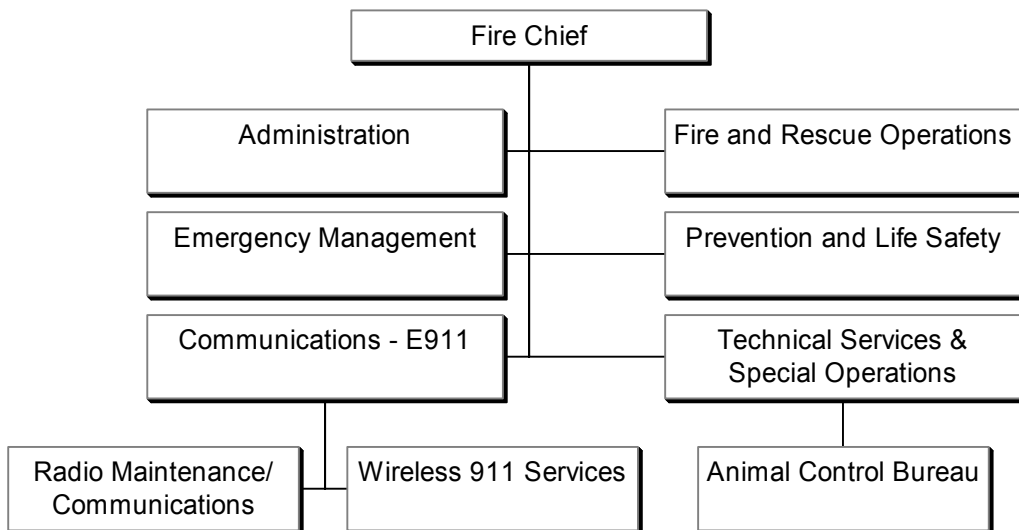 Fire Chief
Administration
Fire and Rescue Operations
Emergency Management
Prevention and Life Safety
Communications - E911
Technical Services &
Special Operations
Radio Maintenance/
Communications
Wireless 911 Services
Animal Control Bureau